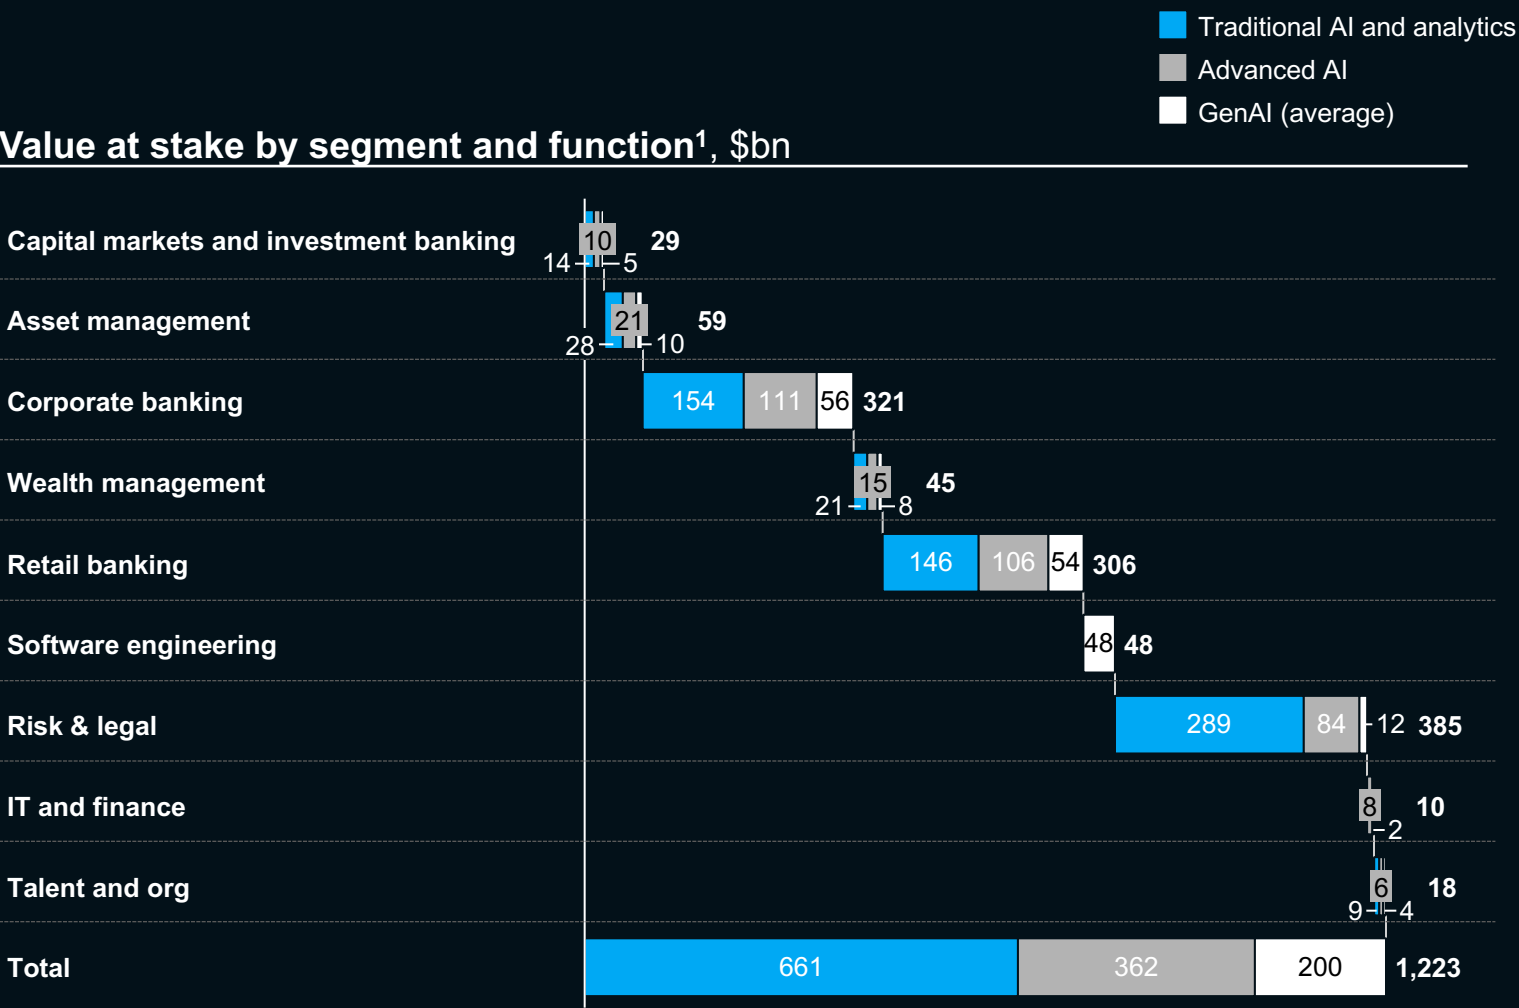 Traditional AI and analytics
Advanced AI
GenAI (average)
Value at stake by segment and function¹, $bn
Capital markets and investment banking 10 29
14 5
Asset management 21 59
28 10
Corporate banking 154 111 56 321
Wealth management 15 45
21 8
Retail banking 146 106 54 306
Software engineering 48 48
Risk & legal 289 84 12 385
IT and finance 8 10
2
Talent and org 6 18
9 4
Total 661 362 200 1,223